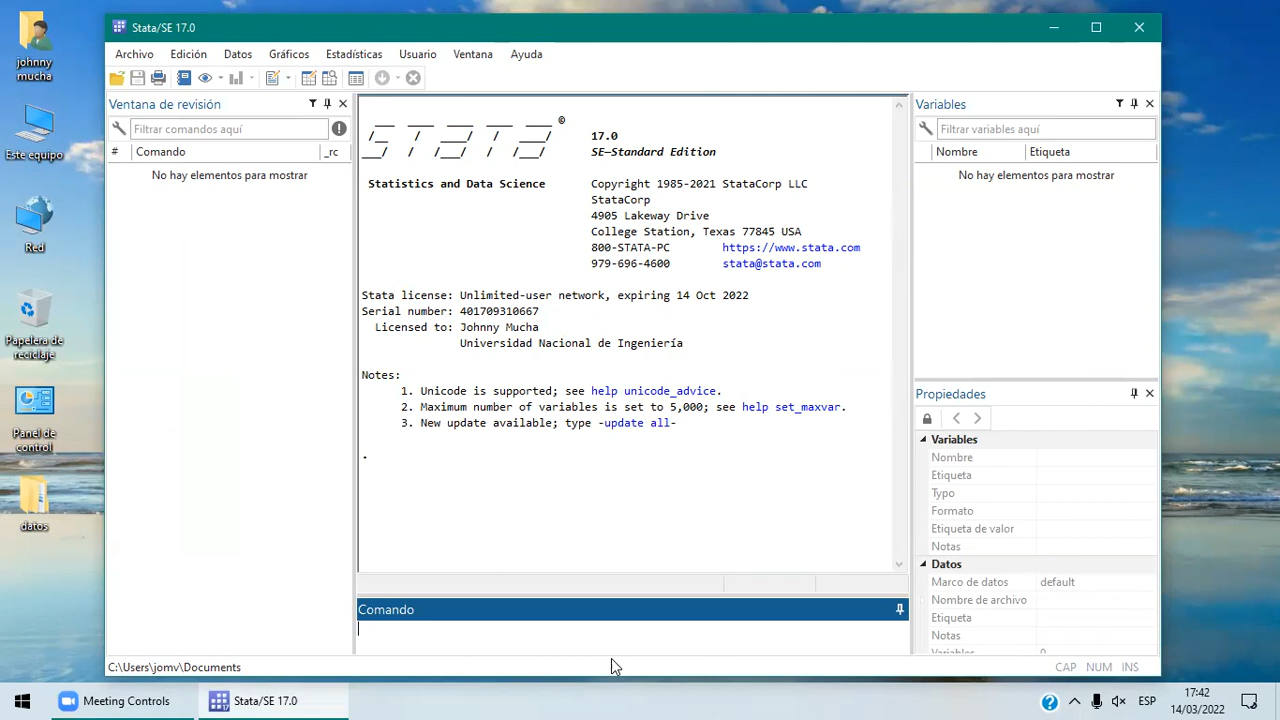 Stata/SE 17.0
Archivo Edición Datos Gráficos Estadísticas Usuario Ventana Ayuda
Ventana de revisión
Filtrar comandos aquí
# Comando _rc
No hay elementos para mostrar
©
17.0
SE—Standard Edition
Statistics and Data Science Copyright 1985-2021 StataCorp LLC
StataCorp
4905 Lakeway Drive
College Station, Texas 77845 USA
800-STATA-PC https://www.stata.com
979-696-4600 stata@stata.com
Stata license: Unlimited-user network, expiring 14 Oct 2022
Serial number: 401709310667
Licensed to: Johnny Mucha
Universidad Nacional de Ingeniería
Notes:
1. Unicode is supported; see help unicode_advice.
2. Maximum number of variables is set to 5,000; see help set_maxvar.
3. New update available; type -update all-
.
Comando
Variables
Filtrar variables aquí
Nombre Etiqueta
No hay elementos para mostrar
Propiedades
Variables
Nombre
Etiqueta
Typo
Formato
Etiqueta de valor
Notas
Datos
Marco de datos default
Nombre de archivo
Etiqueta
Notas
Variables 0
C:\Users\jomv\Documents
CAP NUM INS
johnny
mucha
Este equipo
Red
Papelera de
reciclaje
Panel de
control
datos
Meeting Controls
Stata/SE 17.0
ESP
17:42
14/03/2022